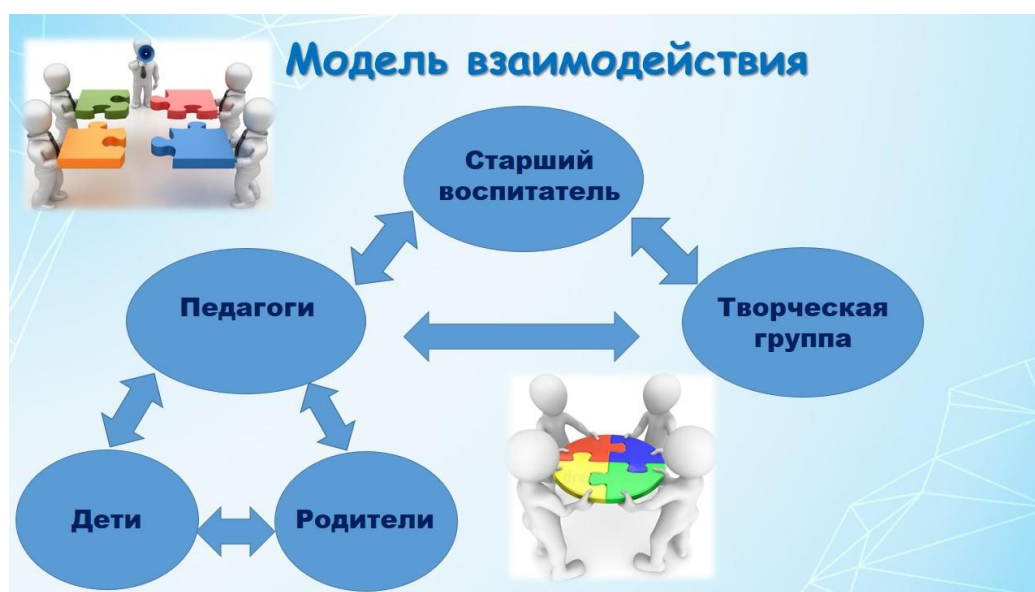 Модель взаимодействия
Старший
воспитатель
Педагоги
Творческая
группа
Дети
Родители